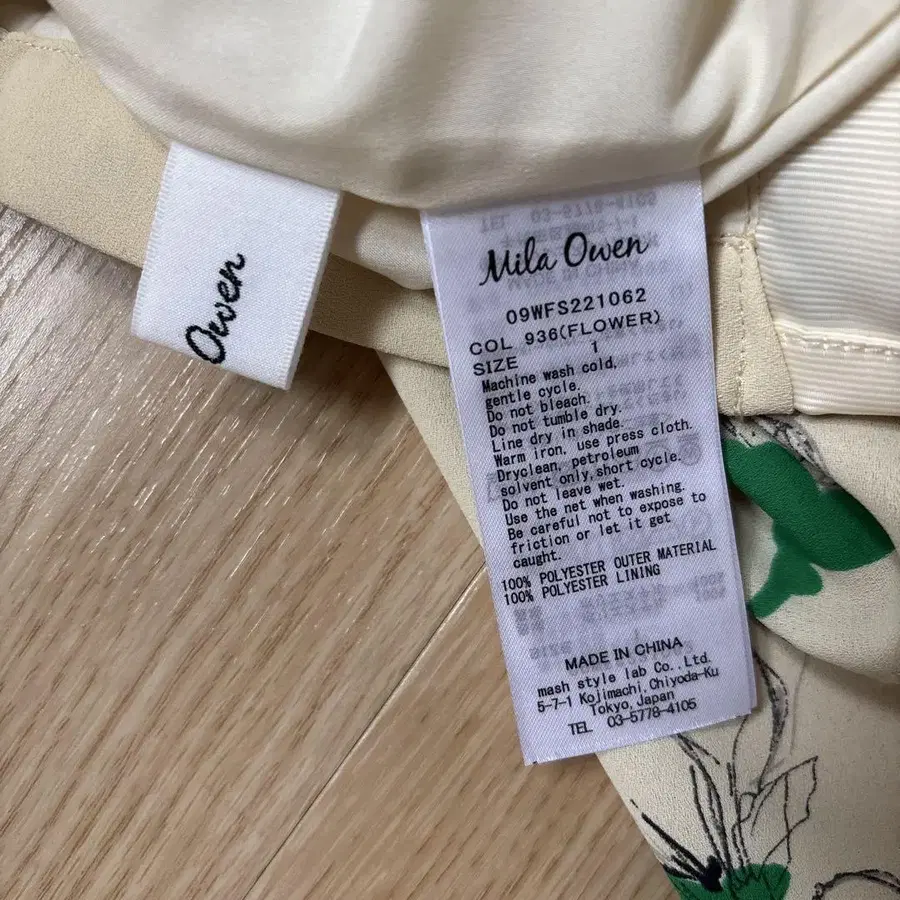 Owen
Mila Owen
09WFS221062
COL 936(FLOWER)
SIZE 1
Machine wash cold,
gentle cycle.
Do not bleach.
Do not tumble dry.
Line dry in shade.
Warm iron, use press cloth.
Dryclean, petroleum
solvent only,short cycle.
Do not leave wet.
Use the net when washing.
Be careful not to expose to
friction or let it get
caught.
100% POLYESTER OUTER MATERIAL
100% POLYESTER LINING
MADE IN CHINA
mash style lab Co.,Ltd.
5-7-1 Kojimachi,Chiyoda-Ku
Tokyo,Japan
TEL 03-5778-4105